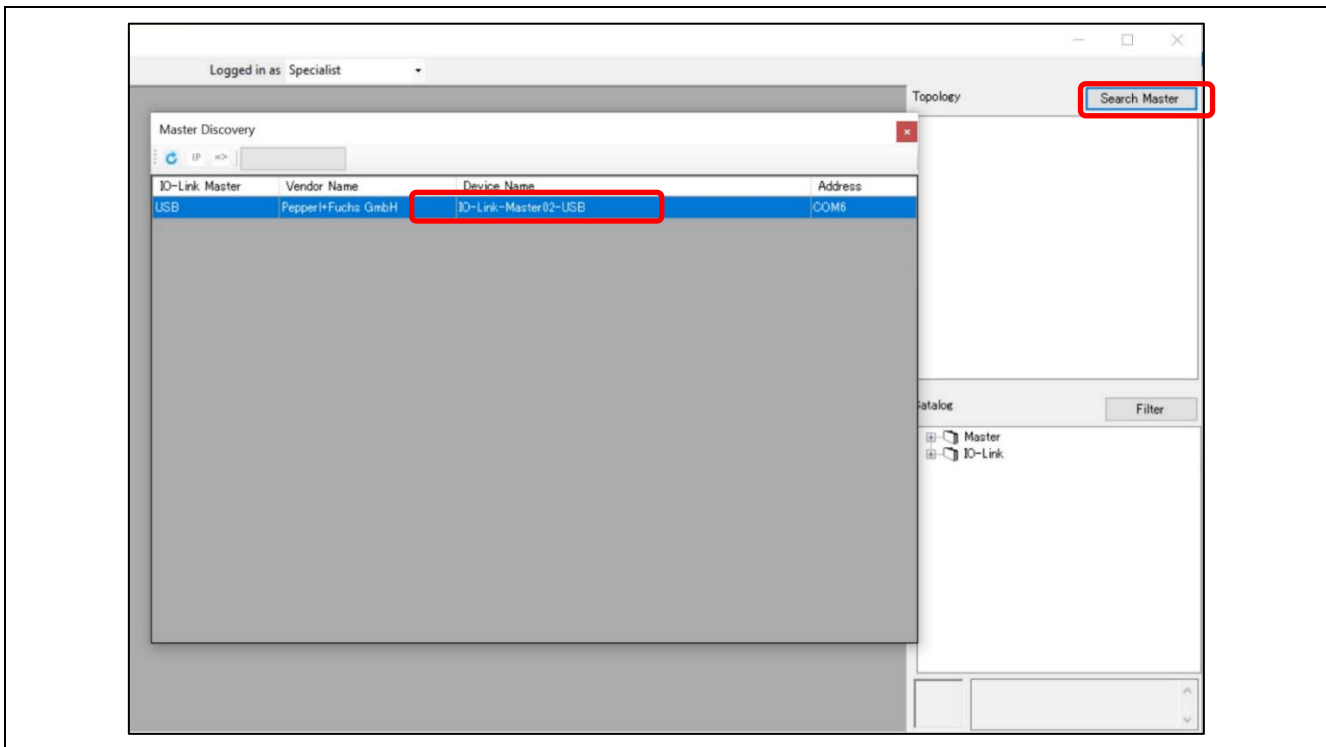 Logged in as Specialist
Topology
Search Master
Master Discovery
IP =>
IO-Link Master Vendor Name Device Name Address
USB Pepperl+Fuchs GmbH IO-Link-Master02-USB COM6
Catalog
Filter
Master
IO-Link